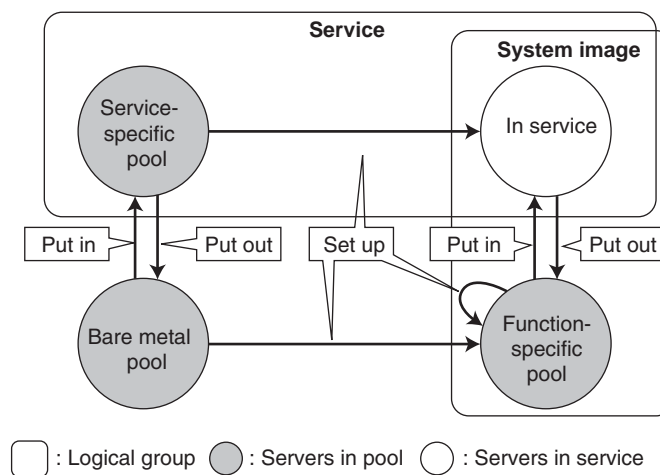 Service
System image
Service-
specific
pool
In service
Put in
Put out
Set up
Put in
Put out
Bare metal
pool
Function-
specific
pool
: Logical group
: Servers in pool
: Servers in service